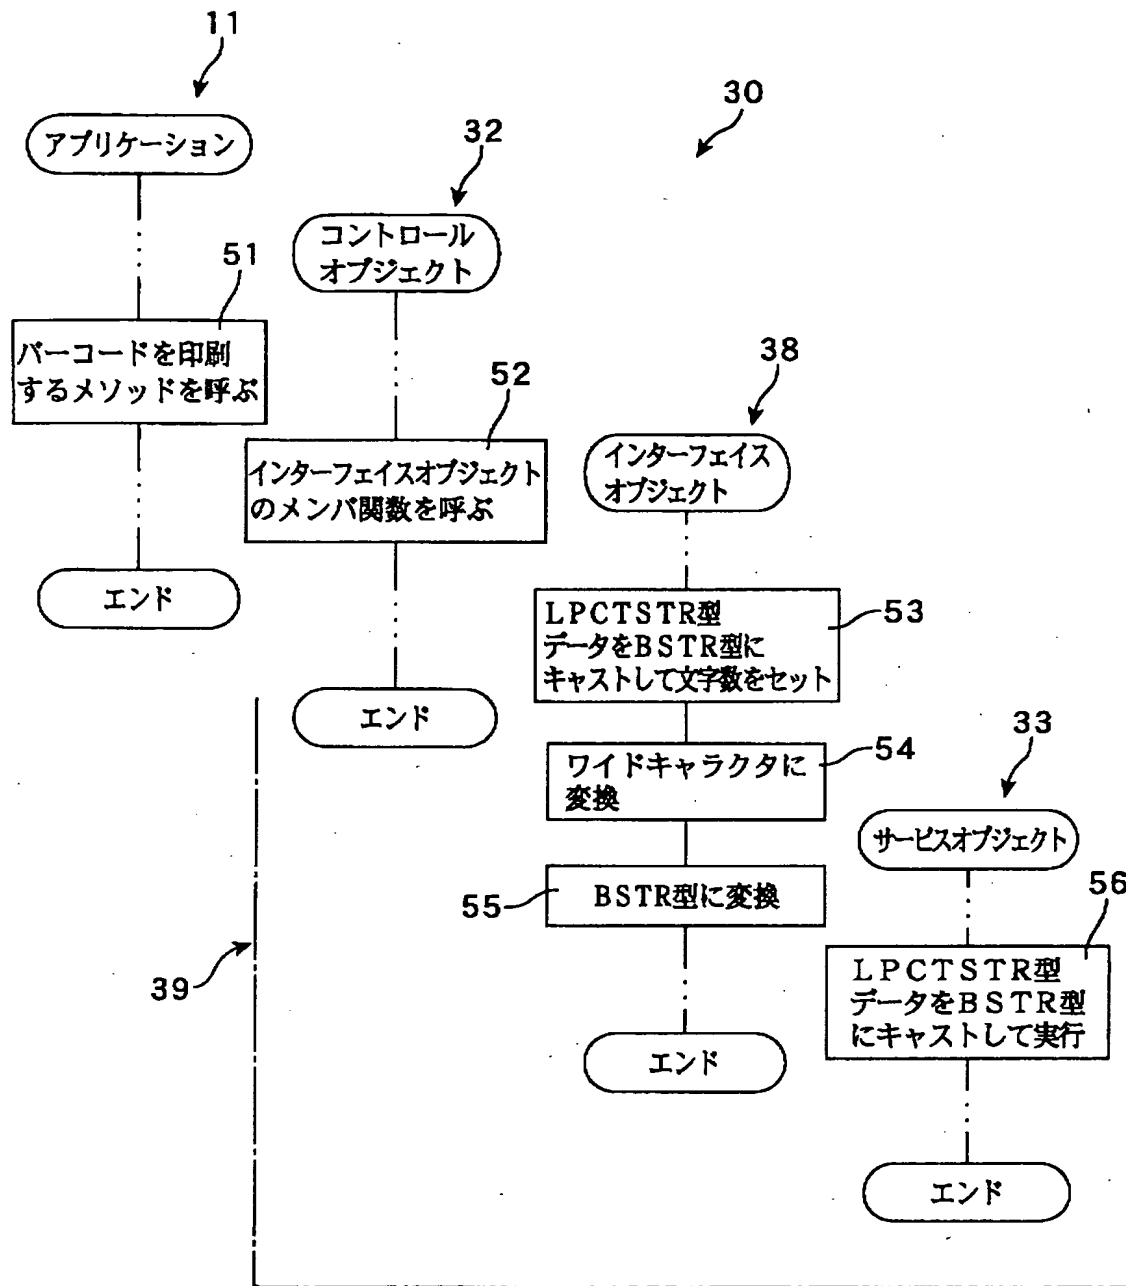 11
アプリケーション
51
バーコードを印刷
するメソッドを呼ぶ
エンド
30
32
コントロール
オブジェクト
52
インターフェイスオブジェクト
のメンバ関数を呼ぶ
エンド
38
インターフェイス
オブジェクト
53
LPCTSTR型
データをBSTR型に
キャストして文字数をセット
54
ワイドキャラクタに
変換
55
BSTR型に変換
エンド
33
サービスオブジェクト
56
LPCTSTR型
データをBSTR型
にキャストして実行
エンド
39